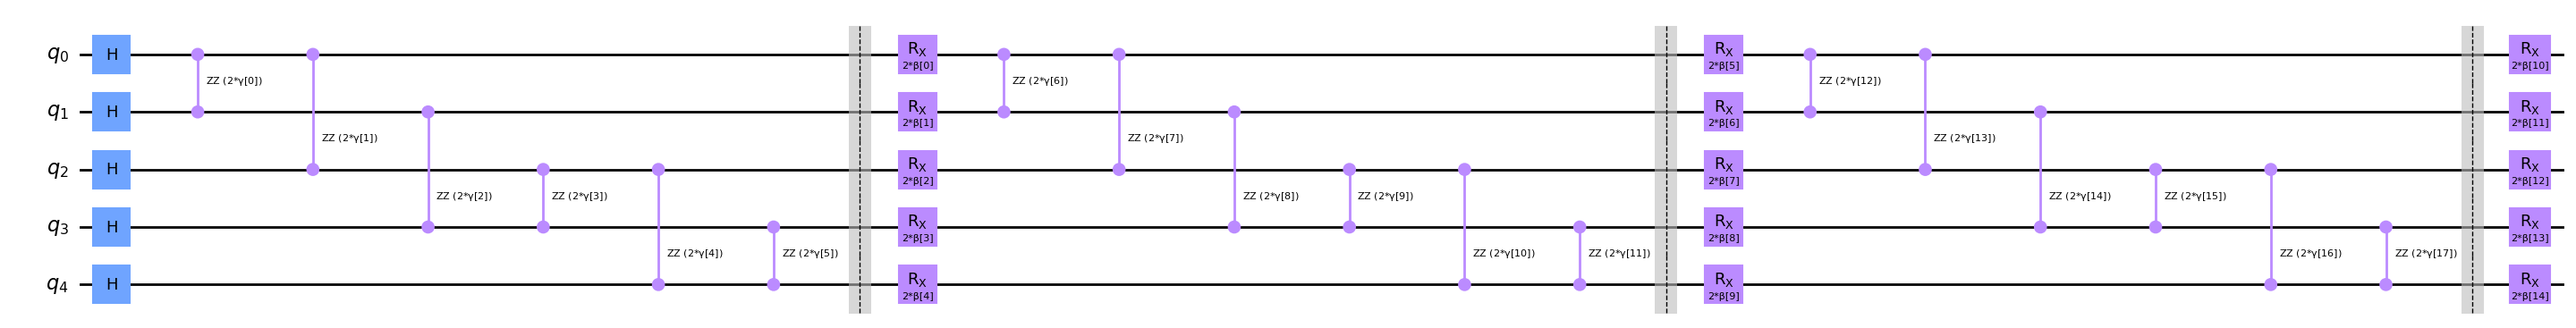 q0 H RX RX RX
2*β[0] 2*β[5] 2*β[10]
ZZ (2*γ[0]) ZZ (2*γ[6]) ZZ (2*γ[12])
q1 H RX RX RX
2*β[1] 2*β[6] 2*β[11]
ZZ (2*γ[1]) ZZ (2*γ[7]) ZZ (2*γ[13])
q2 H RX RX RX
2*β[2] 2*β[7] 2*β[12]
ZZ (2*γ[2]) ZZ (2*γ[3]) ZZ (2*γ[8]) ZZ (2*γ[9]) ZZ (2*γ[14]) ZZ (2*γ[15])
q3 H RX RX RX
2*β[3] 2*β[8] 2*β[13]
ZZ (2*γ[4]) ZZ (2*γ[5]) ZZ (2*γ[10]) ZZ (2*γ[11]) ZZ (2*γ[16]) ZZ (2*γ[17])
q4 H RX RX RX
2*β[4] 2*β[9] 2*β[14]